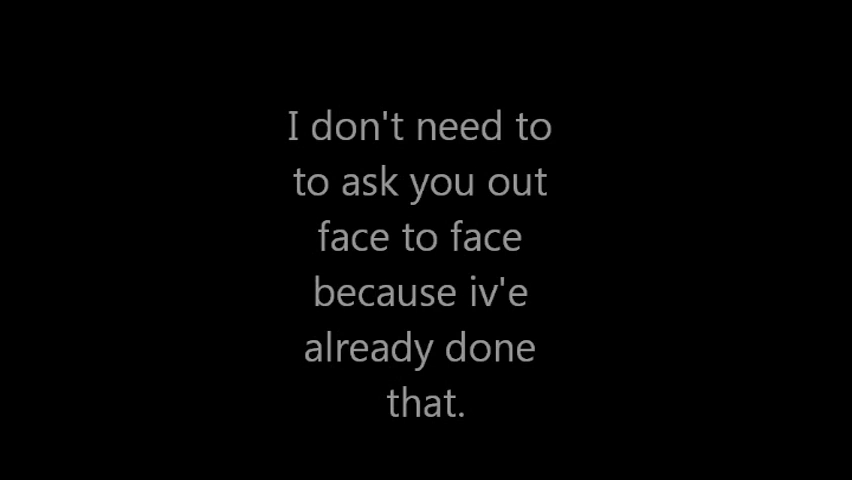 I don't need to
to ask you out
face to face
because iv'e
already done
that.